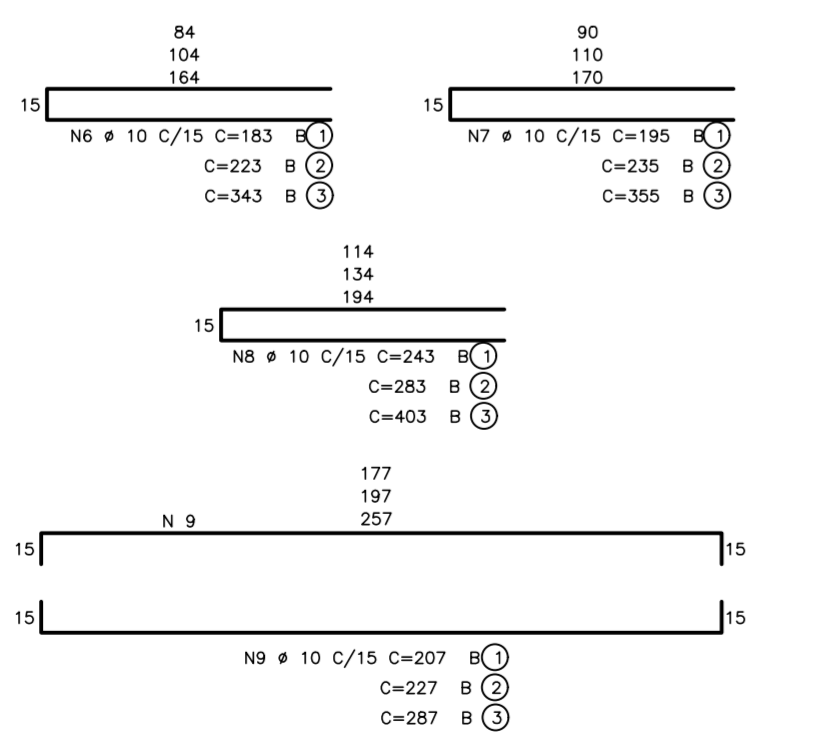 84
104
164
15
N6 ø 10 C/15 C=183 B 1
C=223 B 2
C=343 B 3
90
110
170
15
N7 ø 10 C/15 C=195 B 1
C=235 B 2
C=355 B 3
114
134
194
15
N8 ø 10 C/15 C=243 B 1
C=283 B 2
C=403 B 3
177
197
N 9 257
15 15
15 15
N9 ø 10 C/15 C=207 B 1
C=227 B 2
C=287 B 3